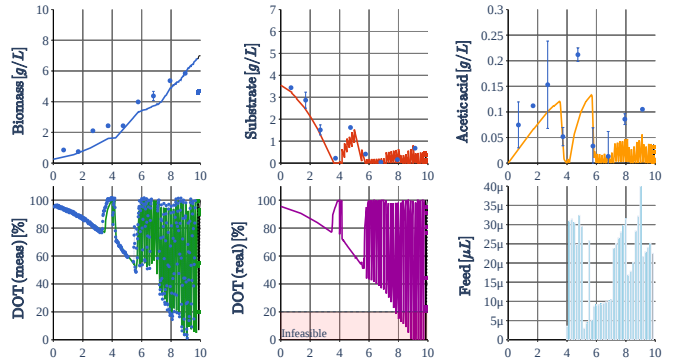 Biomass [g/L]
10
8
6
4
2
0
0 2 4 6 8 10
Substrate [g/L]
7
6
5
4
3
2
1
0
0 2 4 6 8 10
Aceticacid [g/L]
0.3
0.25
0.2
0.15
0.1
0.05
0
0 2 4 6 8 10
DOT (meas) [%]
100
80
60
40
20
0
0 2 4 6 8 10
DOT (real) [%]
100
80
60
40
20
0
Infeasible
0 2 4 6 8 10
Feed [μL]
40μ
35μ
30μ
25μ
20μ
15μ
10μ
5μ
0
0 2 4 6 8 10